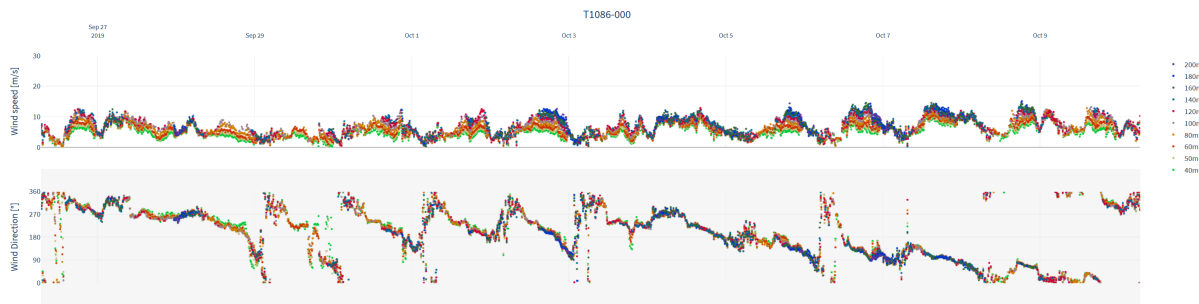 T1086-000
Sep 27
2019
Sep 29
Oct 1
Oct 3
Oct 5
Oct 7
Oct 9
Wind speed [m/s]
30
20
10
0
Wind Direction [°]
360
270
180
90
0
200m
180m
160m
140m
120m
100m
80m
60m
50m
40m